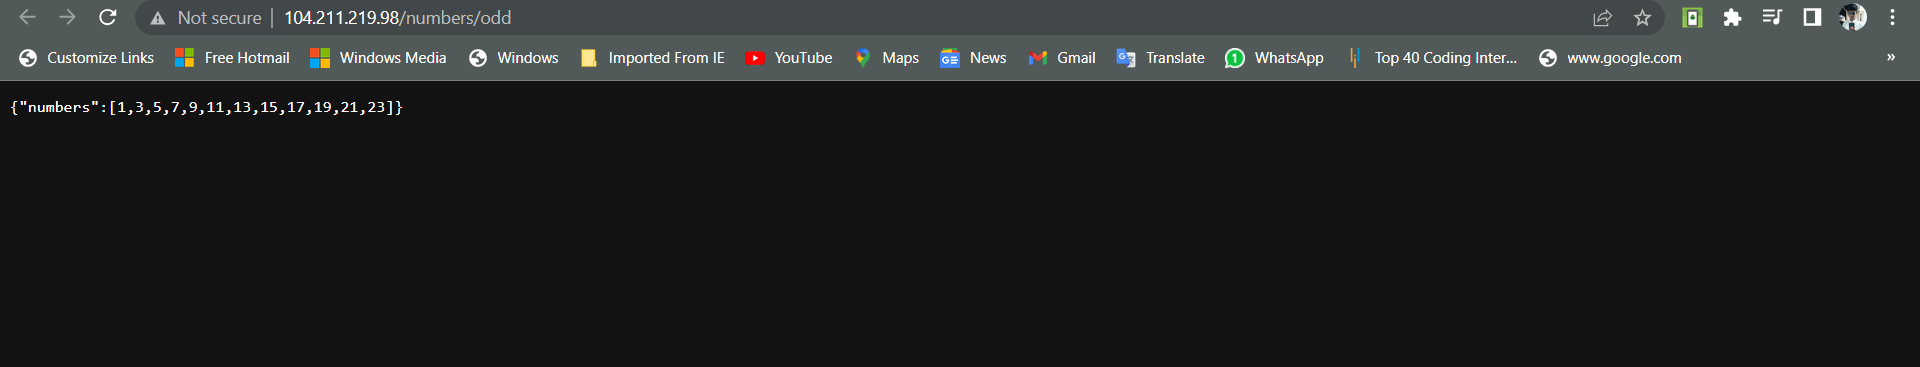 Not secure | 104.211.219.98/numbers/odd
Customize Links Free Hotmail Windows Media Windows Imported From IE YouTube Maps News Gmail Translate WhatsApp Top 40 Coding Inter... www.google.com »
{"numbers":[1,3,5,7,9,11,13,15,17,19,21,23]}